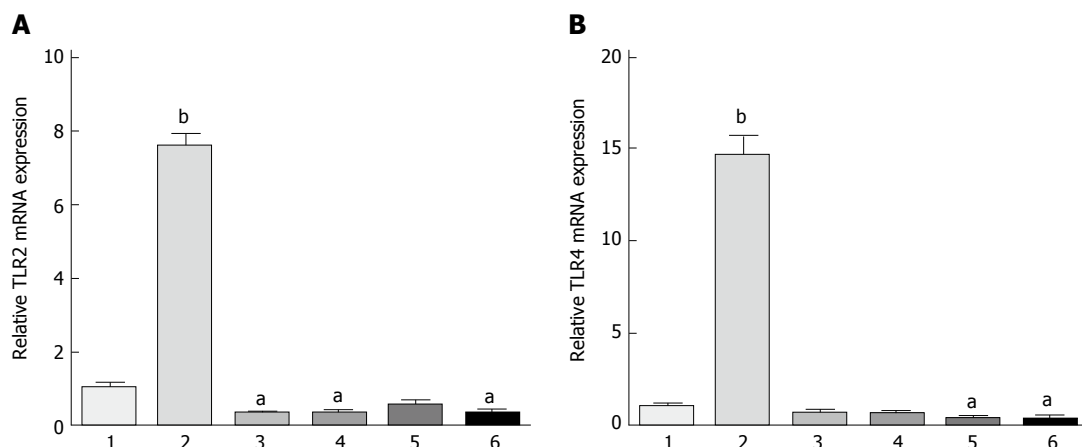 A
Relative TLR2 mRNA expression
10
8
6
4
2
0
b
a
a
a
1 2 3 4 5 6
B
Relative TLR4 mRNA expression
20
15
10
5
0
b
a
a
1 2 3 4 5 6